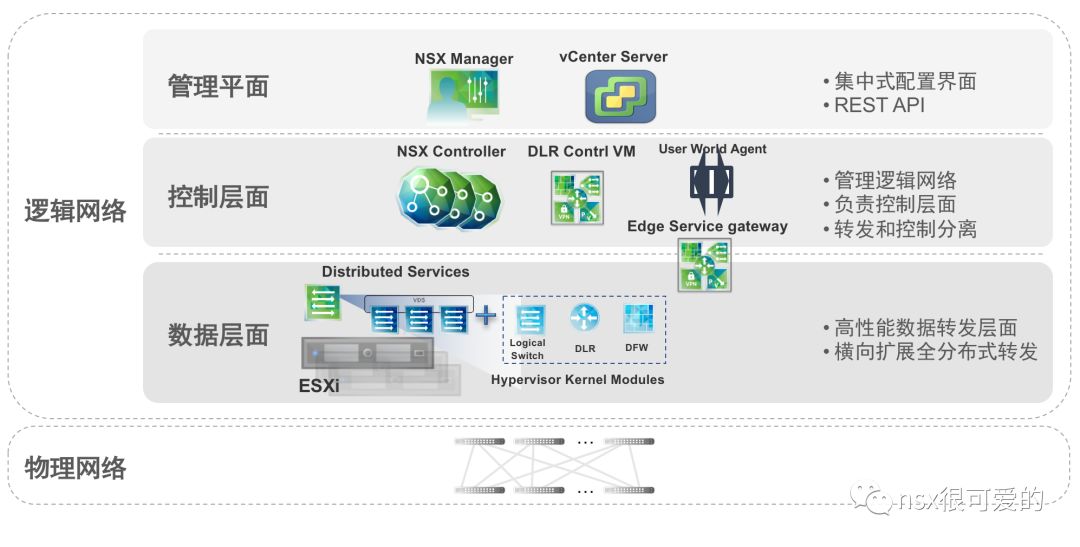 逻辑网络
管理平面
NSX Manager
vCenter Server
• 集中式配置界面
• REST API
控制层面
NSX Controller
DLR Contrl VM
User World Agent
VPN
Edge Service gateway
VPN
• 管理逻辑网络
• 负责控制层面
• 转发和控制分离
数据层面
Distributed Services
VDS
ESXi
Logical
Switch
DLR
DFW
Hypervisor Kernel Modules
• 高性能数据转发层面
• 横向扩展全分布式转发
物理网络
...
...
nsx很可爱的